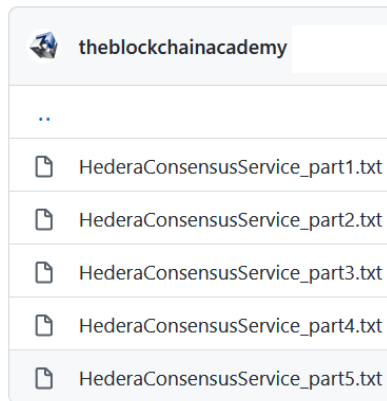 theblockchainacademy
..
HederaConsensusService_part1.txt
HederaConsensusService_part2.txt
HederaConsensusService_part3.txt
HederaConsensusService_part4.txt
HederaConsensusService_part5.txt